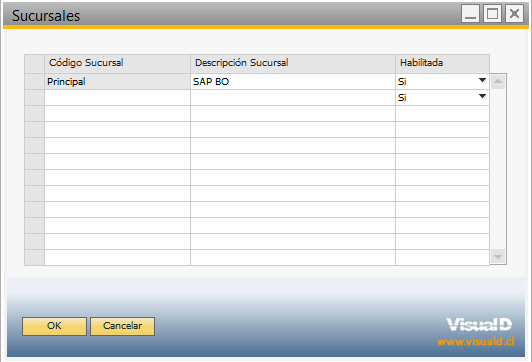 Sucursales
Código Sucursal Descripción Sucursal Habilitada
Principal SAP BO Si
Si
OK Cancelar
VisualD
www.visuald.cl